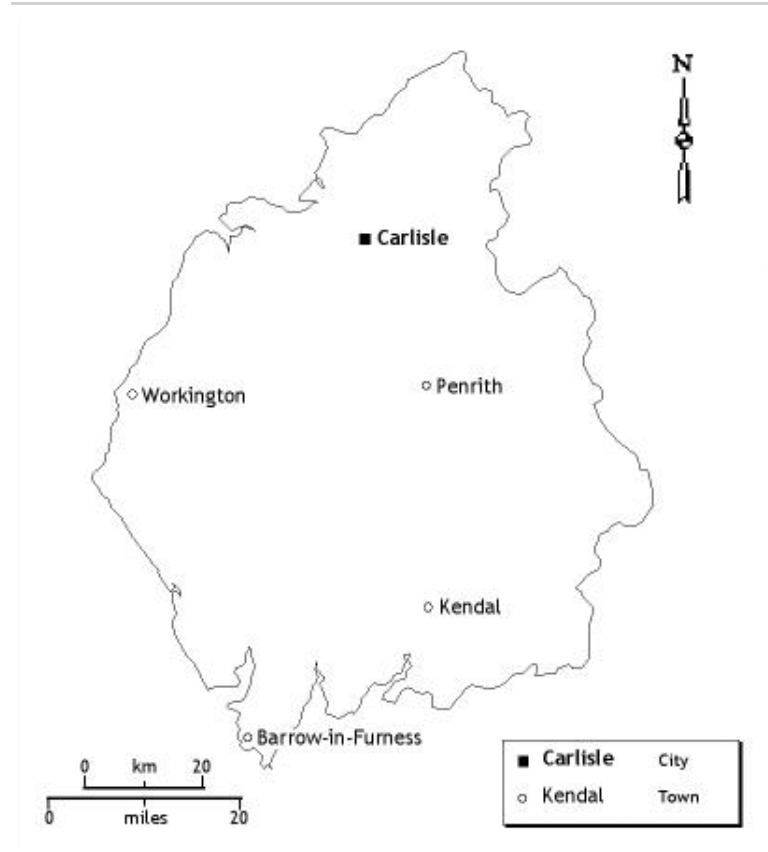 N
Carlisle
Workington
Penrith
Kendal
Barrow-in-Furness
0 km 20
0 miles 20
Carlisle City
Kendal Town